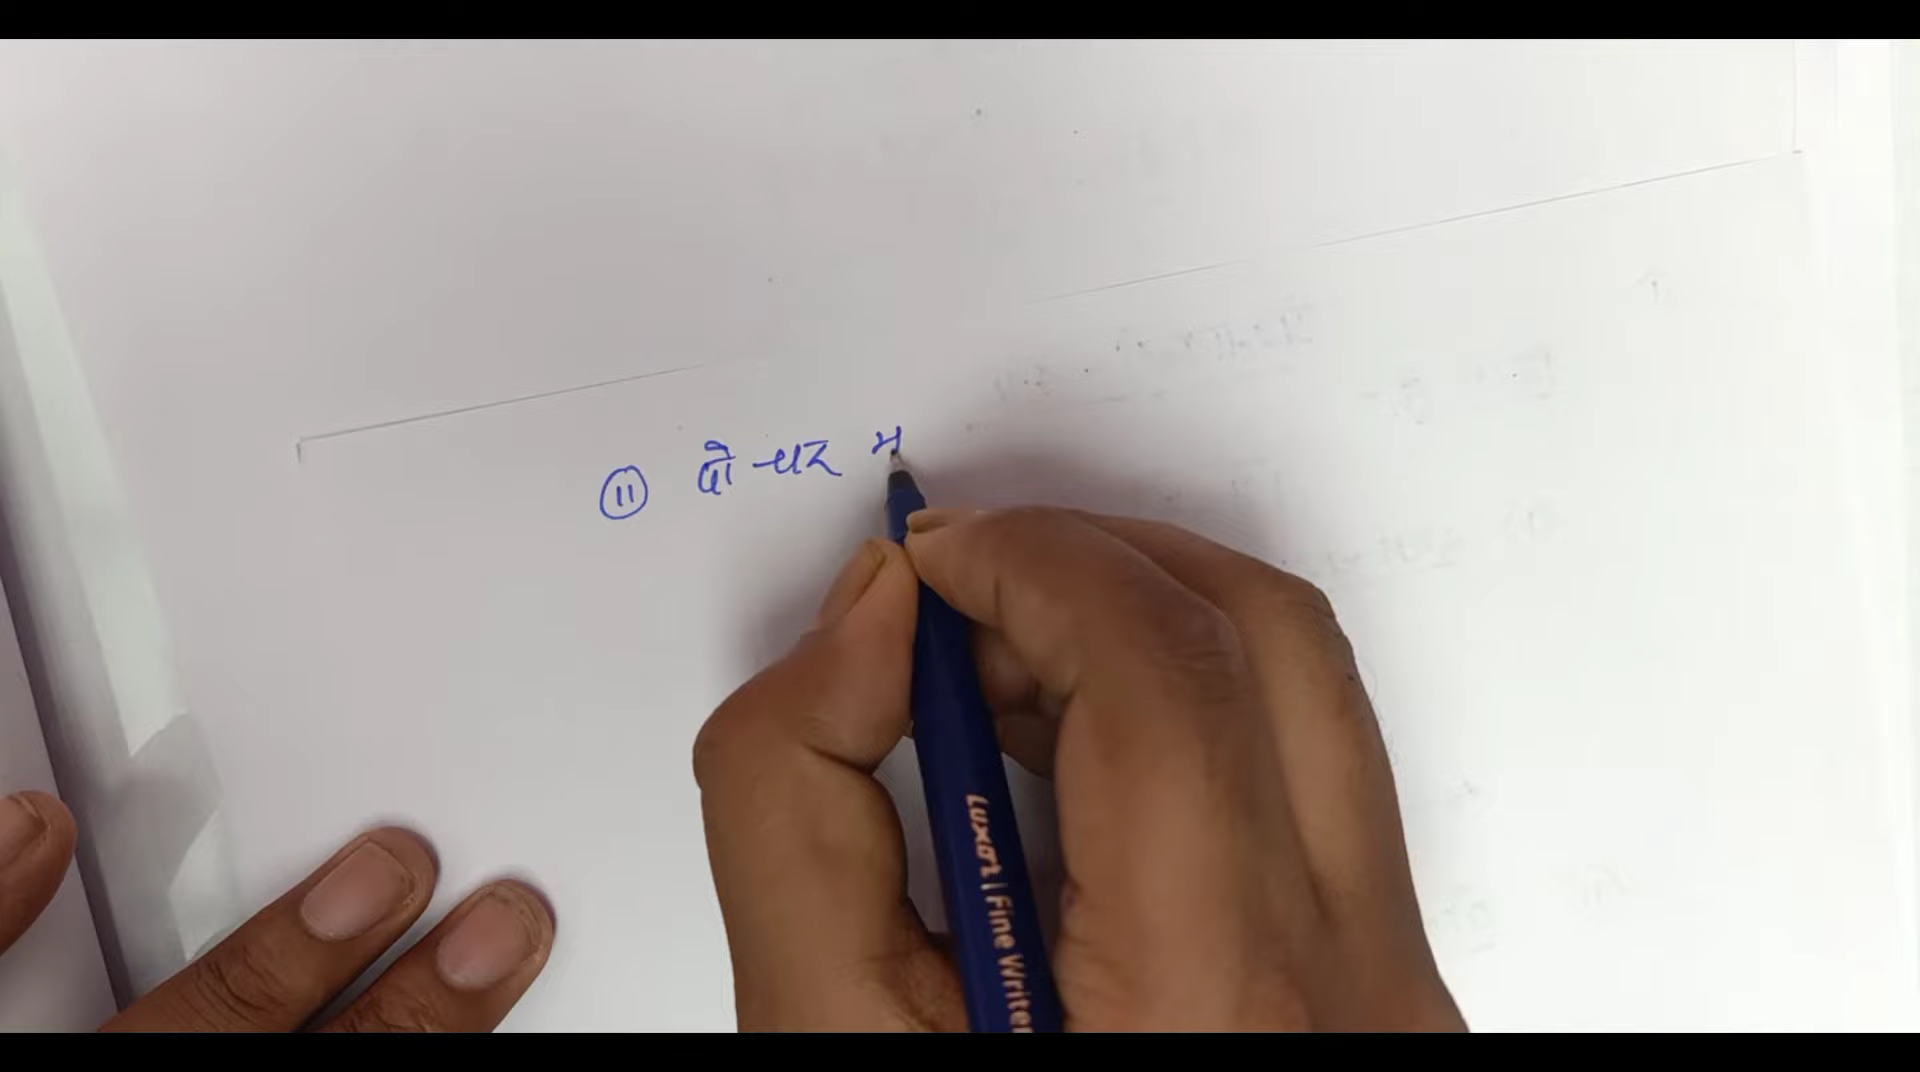 (11) दो चर म
Luxor | Fine Writer